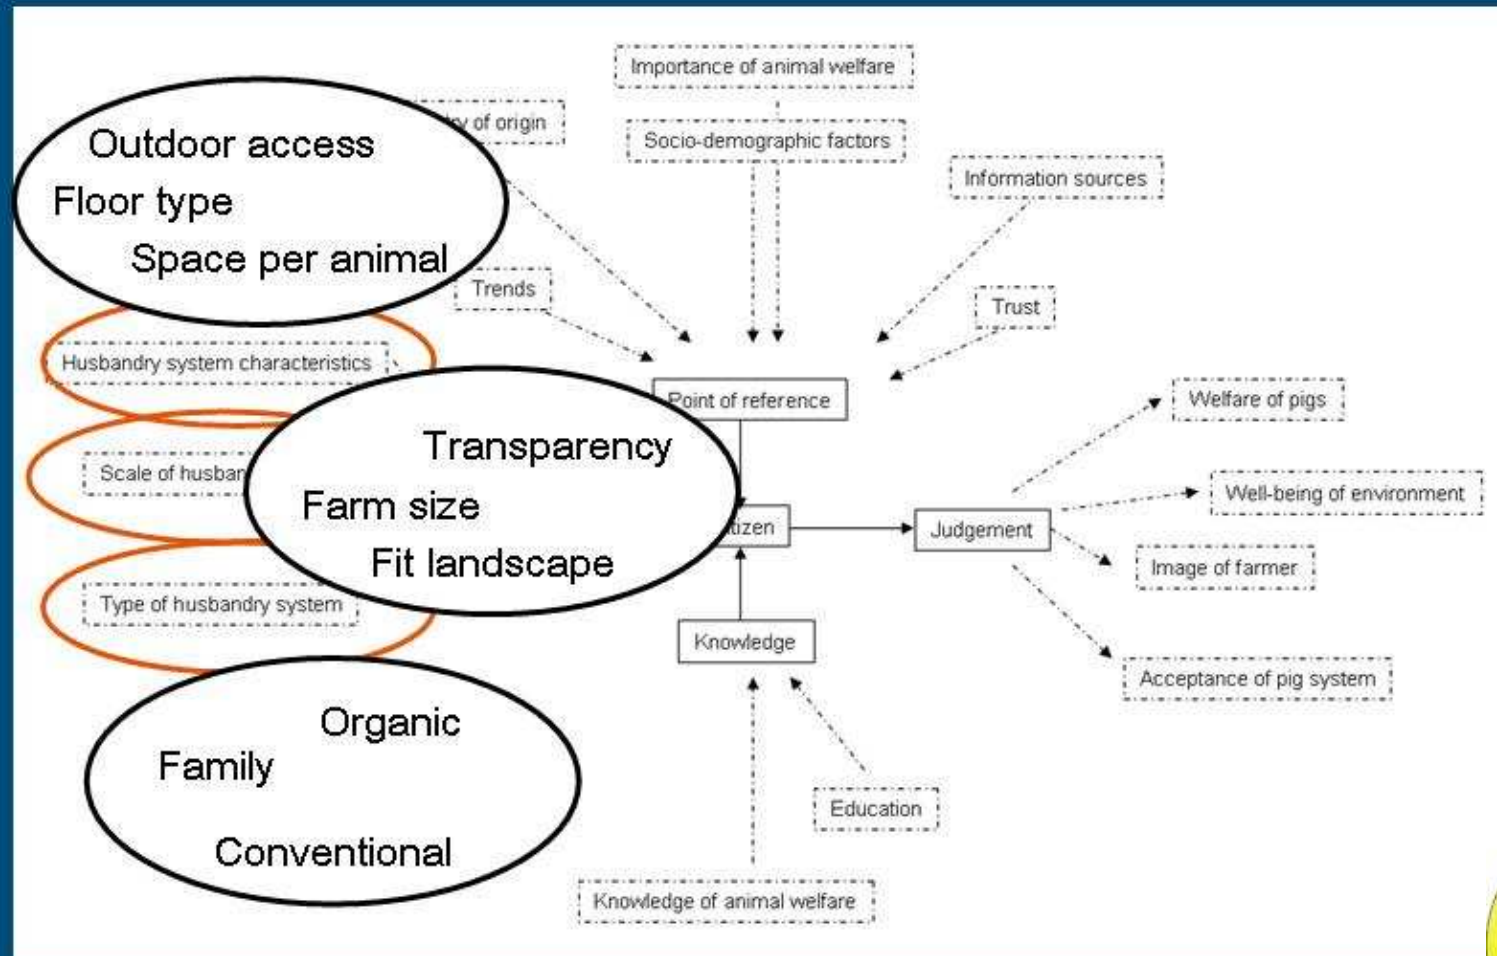 Importance of animal welfare
of origin
Socio-demographic factors
Information sources
Outdoor access
Floor type
Space per animal
Trends
Trust
Husbandry system characteristics
Point of reference
Welfare of pigs
Transparency
Scale of
Farm size
Well-being of environment
Judgement
Fit landscape
Image of farmer
Type of husbandry system
Knowledge
Acceptance of pig system
Organic
Family
Education
Conventional
Knowledge of animal welfare